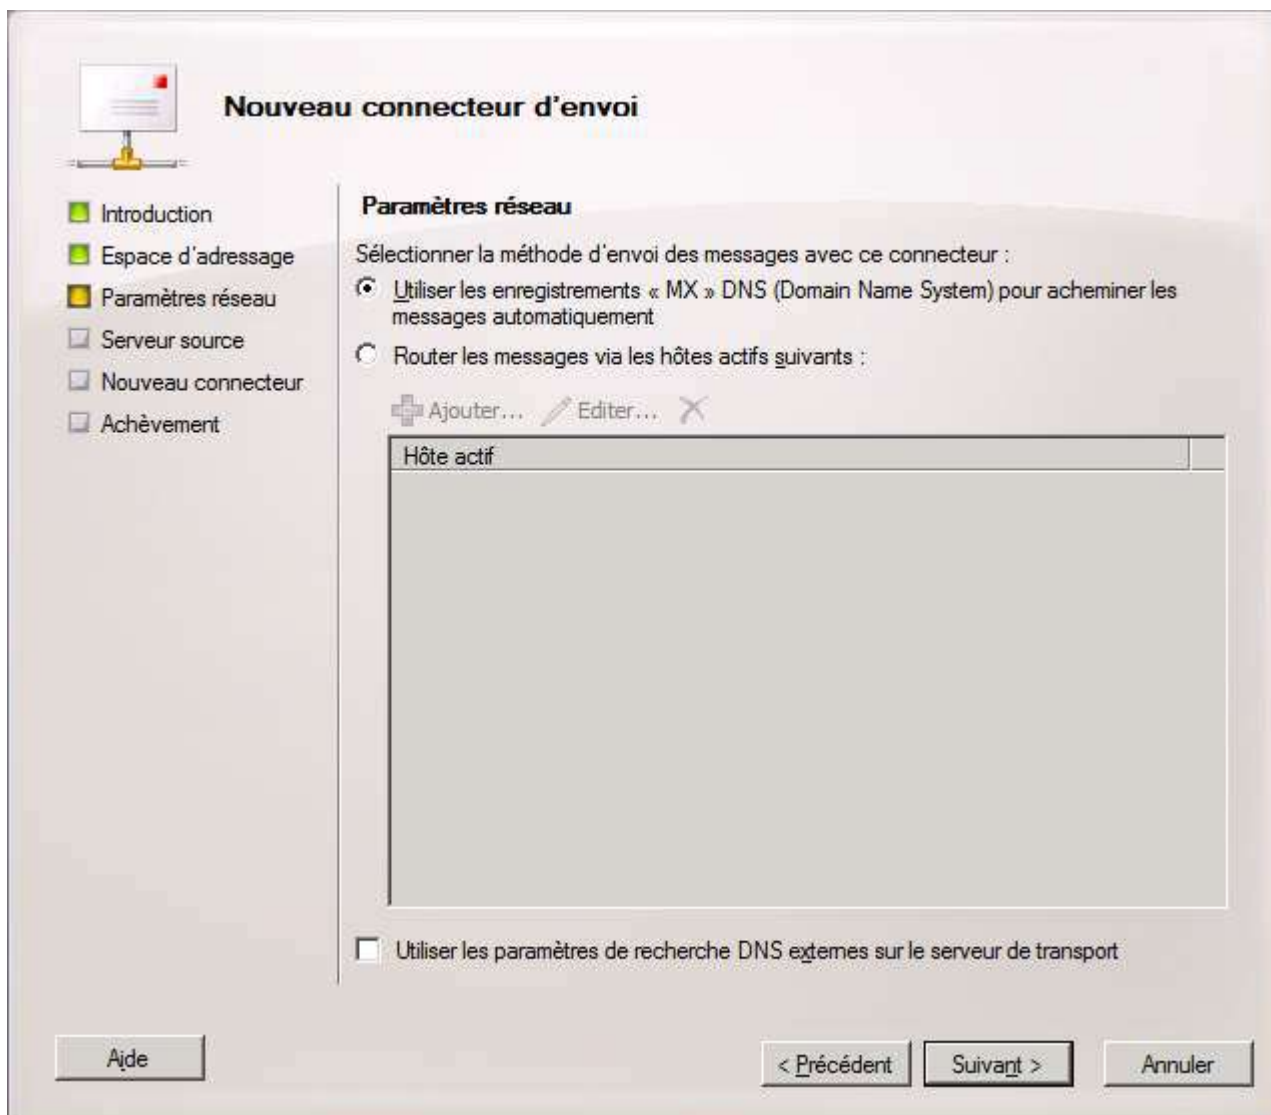 Nouveau connecteur d'envoi
Introduction
Espace d'adressage
Paramètres réseau
Serveur source
Nouveau connecteur
Achèvement
Paramètres réseau
Sélectionner la méthode d'envoi des messages avec ce connecteur :
Utiliser les enregistrements « MX » DNS (Domain Name System) pour acheminer les
messages automatiquement
Router les messages via les hôtes actifs suivants :
Ajouter... Editer...
Hôte actif
Utiliser les paramètres de recherche DNS externes sur le serveur de transport
Aide
< Précédent
Suivant >
Annuler